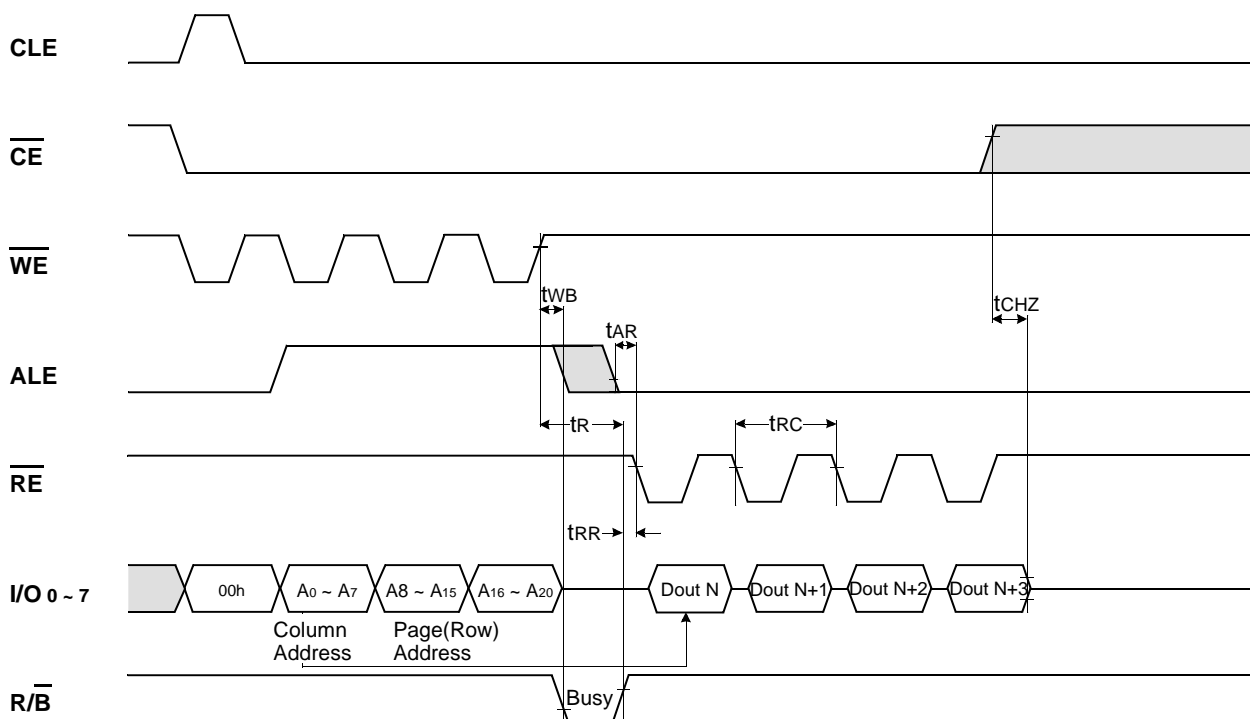 CLE
CE
WE
tWB
tCHZ
tAR
ALE
tR
tRC
RE
tRR
I/O 0 ~ 7
00h
A0 ~ A7
A8 ~ A15
A16 ~ A20
Dout N
Dout N+1
Dout N+2
Dout N+3
Column
Address
Page(Row)
Address
R/B
Busy